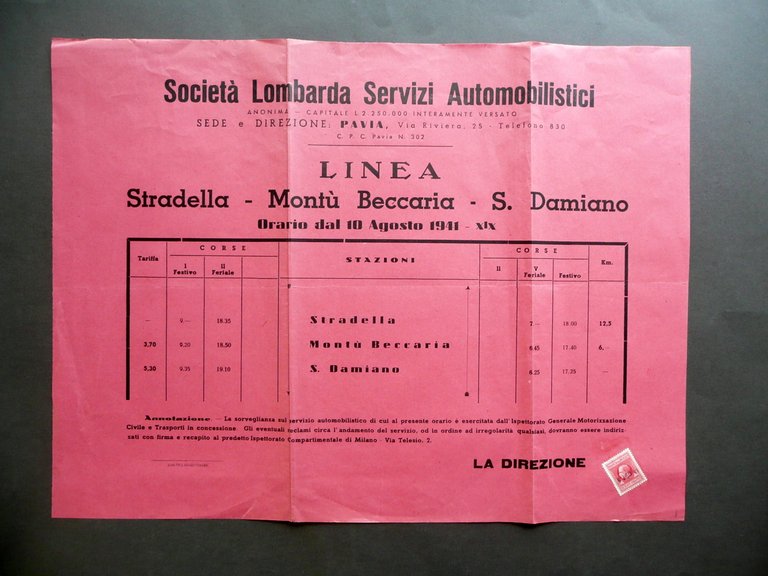 Società Lombarda Servizi Automobilistici
ANONIMA — CAPITALE L. 2.250.000 INTERAMENTE VERSATO
SEDE e DIREZIONE: PAVIA, Via Riviera, 25 - Telefono 830
C. P. C. Pavia N. 302
LINEA
Stradella - Montù Beccaria - S. Damiano
Orario dal 10 Agosto 1941 - XIX
Tariffa CORSE STAZIONI CORSE Km.
I Festivo II Feriale II V Feriale Festivo
— 9.— 18.35 Stradella 7.— 18.00 12,5
3,70 9.20 18.50 Montù Beccaria 6.45 17.40 6.—
5,30 9.35 19.10 S. Damiano 6.25 17.25 —
Annotazione. — La sorveglianza sul servizio automobilistico di cui al presente orario è esercitata dall'Ispettorato Generale Motorizzazione
Civile e Trasporti in concessione. Gli eventuali reclami circa l'andamento del servizio, od in ordine ad irregolarità qualsiasi, dovranno essere indiriz-
zati con firma e recapito al predetto Ispettorato Compartimentale di Milano - Via Telesio, 2.
LA DIREZIONE